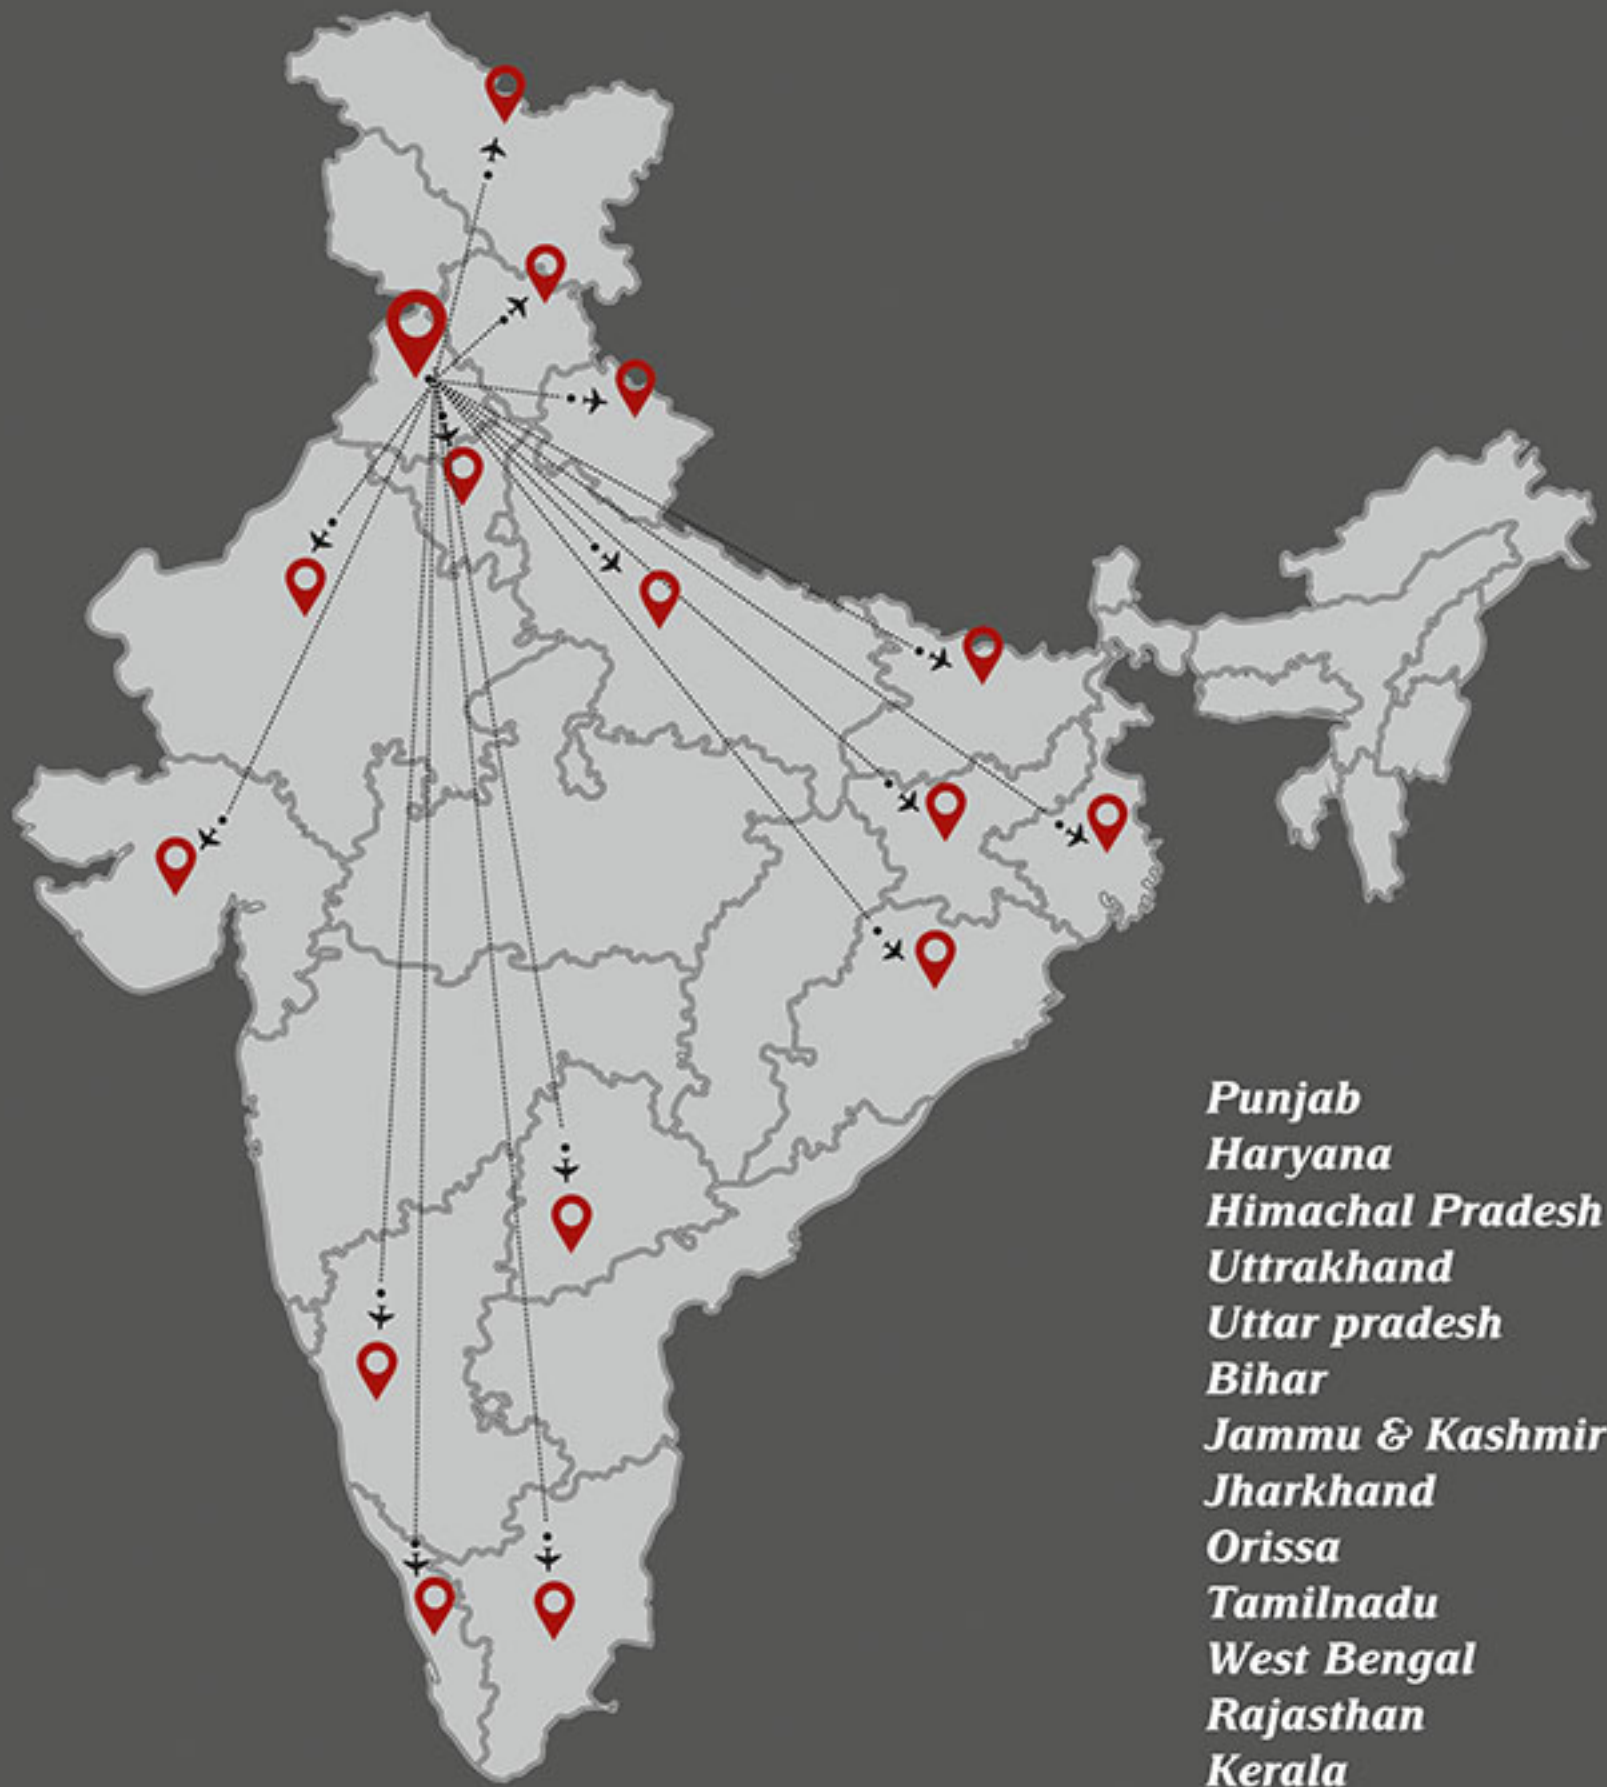 Punjab
Haryana
Himachal Pradesh
Uttrakhand
Uttar pradesh
Bihar
Jammu & Kashmir
Jharkhand
Orissa
Tamilnadu
West Bengal
Rajasthan
Kerala